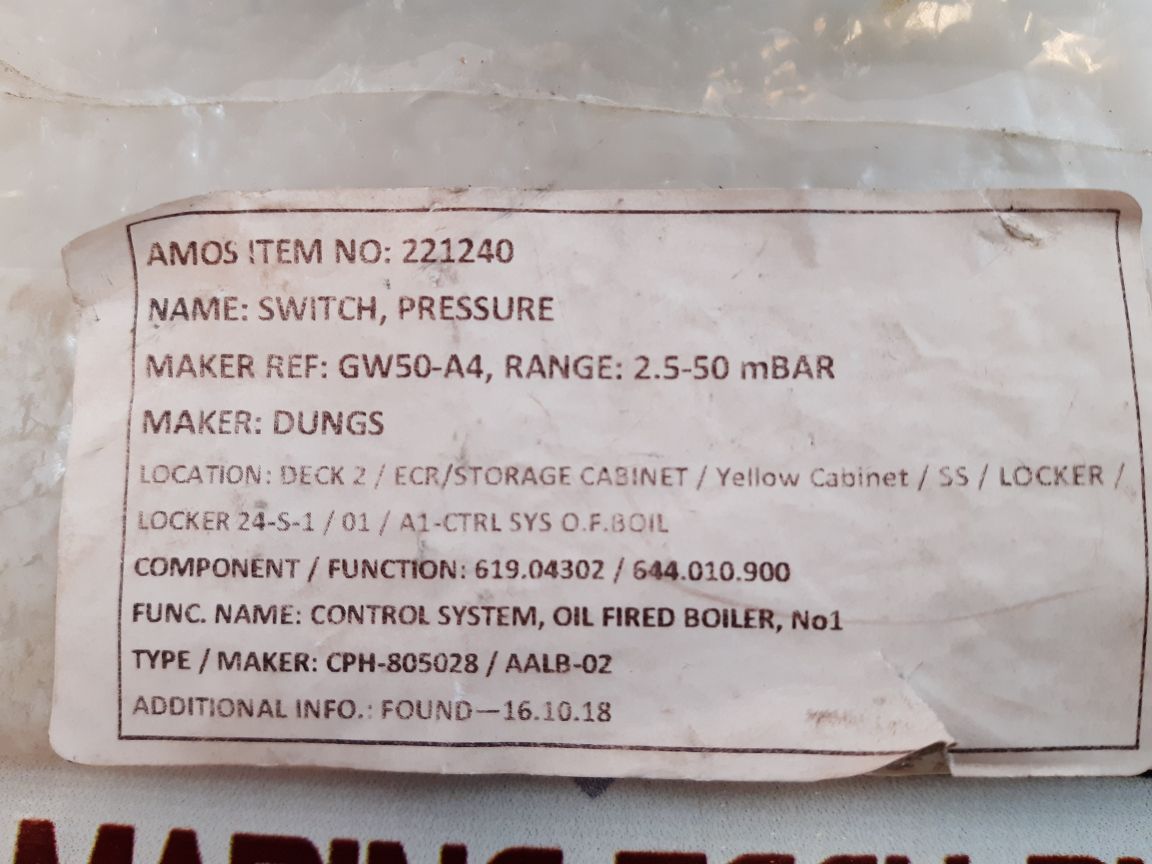 AMOS ITEM NO: 221240
NAME: SWITCH, PRESSURE
MAKER REF: GW50-A4, RANGE: 2.5-50 mBAR
MAKER: DUNGS
LOCATION: DECK 2 / ECR/STORAGE CABINET / Yellow Cabinet / SS / LOCKER /
LOCKER 24-S-1 / 01 / A1-CTRL SYS O.F.BOIL
COMPONENT / FUNCTION: 619.04302 / 644.010.900
FUNC. NAME: CONTROL SYSTEM, OIL FIRED BOILER, No1
TYPE / MAKER: CPH-805028 / AALB-02
ADDITIONAL INFO.: FOUND—16.10.18